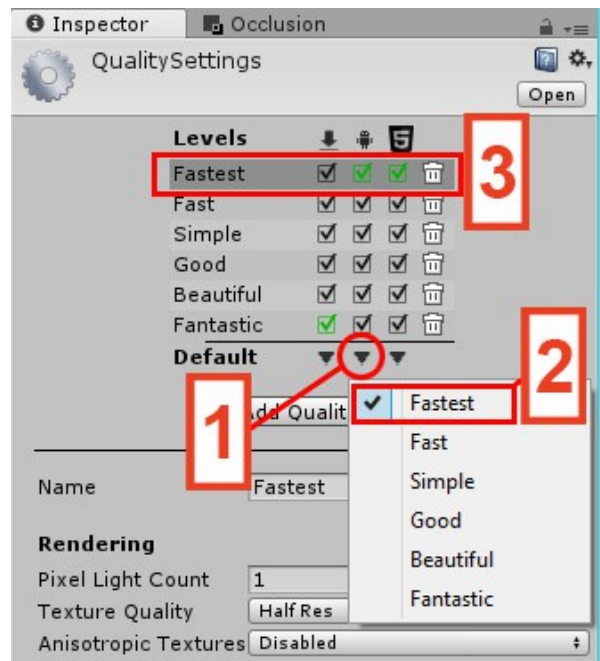 Inspector Occlusion
QualitySettings
Open
Levels
3
Fastest
Fast
Simple
Good
Beautiful
Fantastic
Default
1
2
Add Qualit
Fastest
Fast
Simple
Good
Beautiful
Fantastic
Name Fastest
Rendering
Pixel Light Count 1
Texture Quality Half Res
Anisotropic Textures Disabled